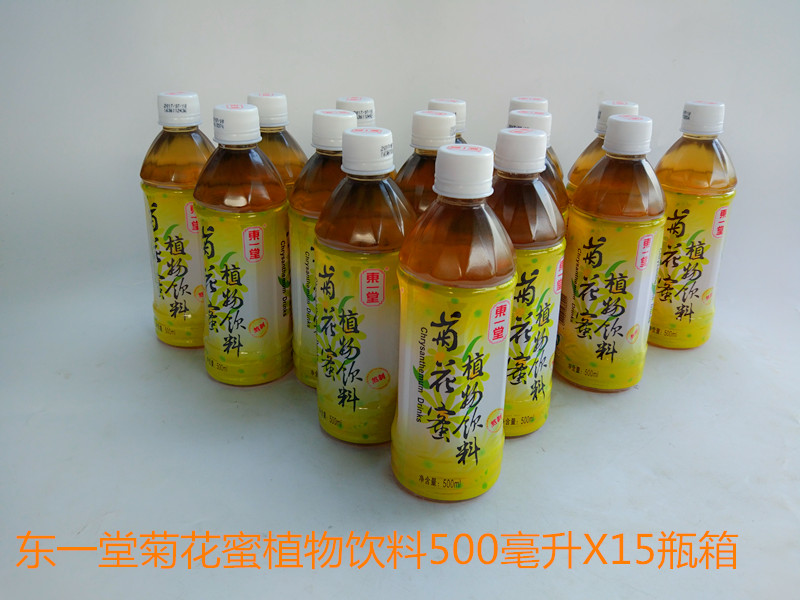 東一堂
菊花蜜
植物饮料
Chrysanthemum Drinks
净含量：500ml
东一堂菊花蜜植物饮料500毫升X15瓶箱